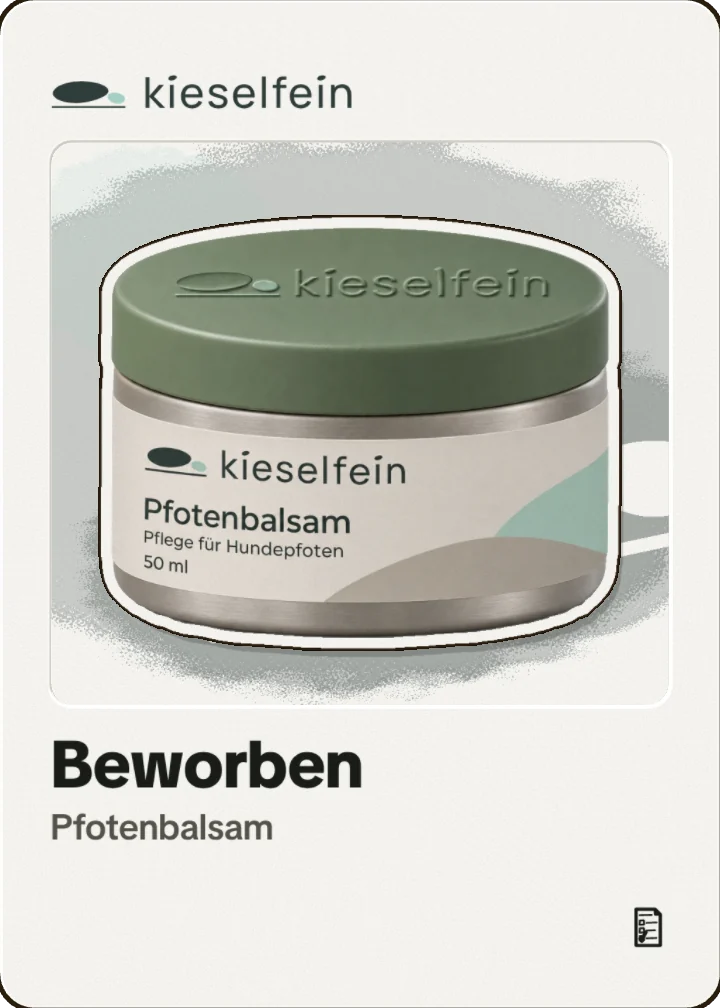 kieselfein
kieselfein
kieselfein
Pfotenbalsam
Pflege für Hundepfoten
50 ml
Beworben
Pfotenbalsam